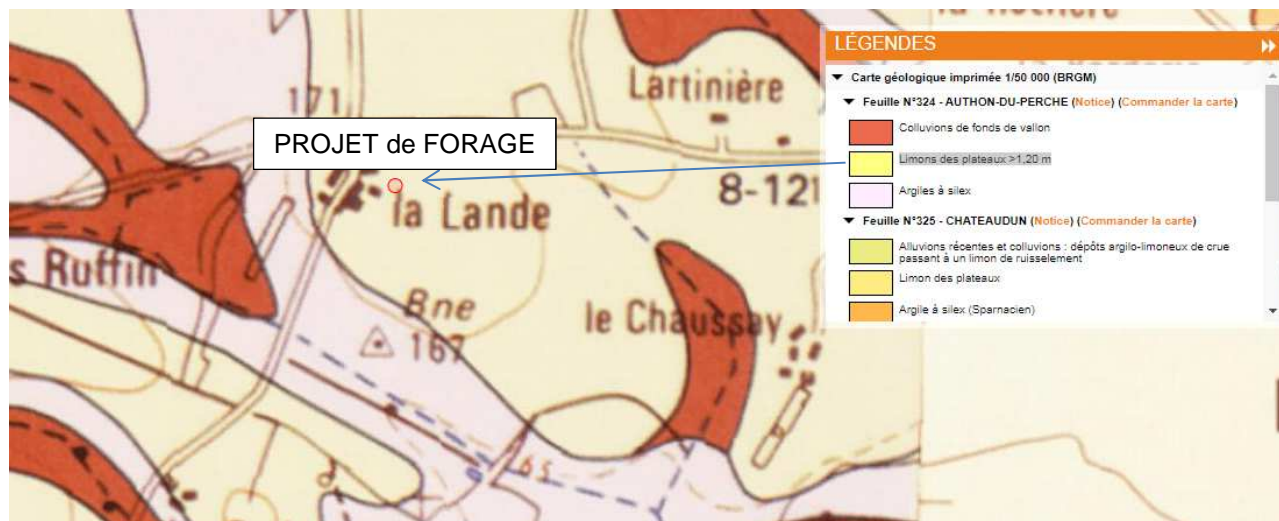 LÉGENDES
Carte géologique imprimée 1/50 000 (BRGM)
Feuille N°324 - AUTHON-DU-PERCHE (Notice) (Commander la carte)
Colluvions de fonds de vallon
Limons des plateaux >1,20 m
Argiles à silex
Feuille N°325 - CHATEAUDUN (Notice) (Commander la carte)
Alluvions récentes et colluvions : dépôts argilo-limoneux de crue
passant à un limon de ruisselement
Limon des plateaux
Argile à silex (Sparnacien)
Lartinière
171
PROJET de FORAGE
8-121
la Lande
s Ruffin
Bne
167
le Chaussay
65